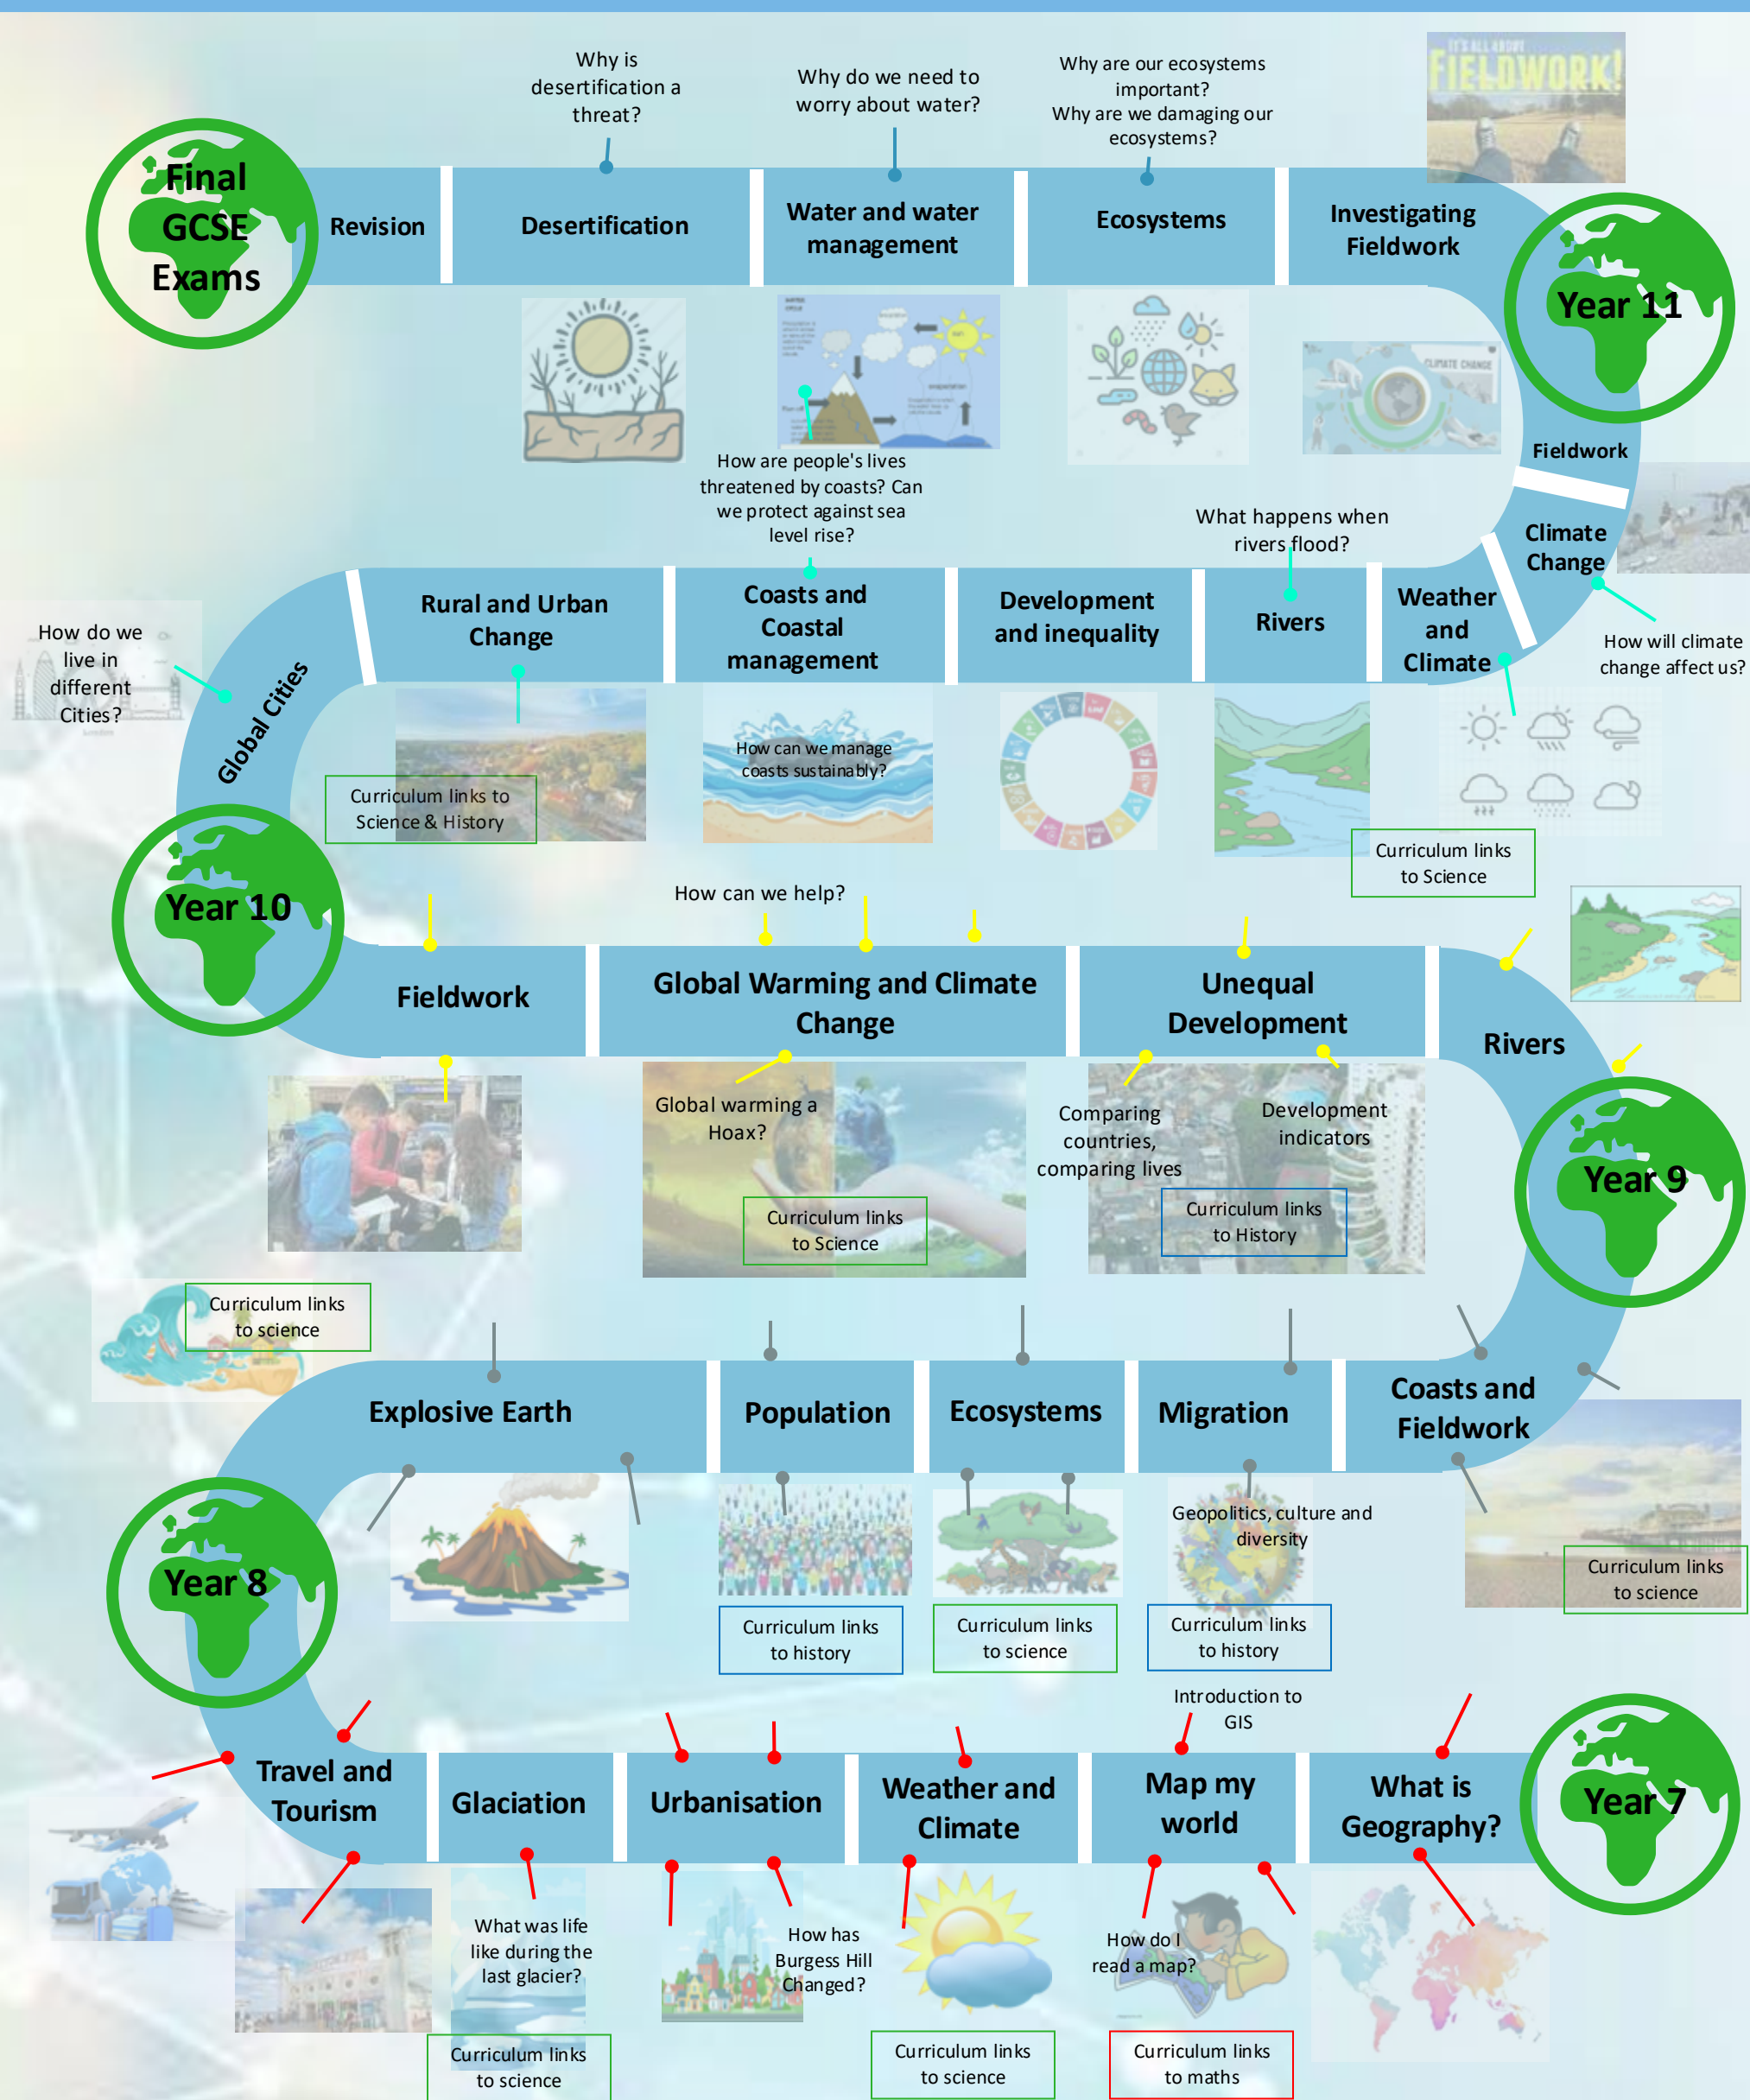 IT'S ALL ABOUT
FIELDWORK!
Why is
desertification a
threat?
Why do we need to
worry about water?
Why are our ecosystems
important?
Why are we damaging our
ecosystems?
Final
GCSE
Exams
Revision
Desertification
Water and water
management
Ecosystems
Investigating
Fieldwork
Year 11
CLIMATE CHANGE
evaporation
Fieldwork
Climate
Change
How will climate
change affect us?
How are people's lives
threatened by coasts? Can
we protect against sea
level rise?
What happens when
rivers flood?
Weather
and
Climate
Rivers
Development
and inequality
Coasts and
Coastal
management
How can we manage
coasts sustainably?
Rural and Urban
Change
Curriculum links to
Science & History
Curriculum links
to Science
Global Cities
How do we
live in
different
Cities?
London
Year 10
How can we help?
Fieldwork
Global Warming and Climate
Change
Unequal
Development
Rivers
Global warming a
Hoax?
Curriculum links
to Science
Comparing
countries,
comparing lives
Development
indicators
Curriculum links
to History
Year 9
Curriculum links
to science
Explosive Earth
Population
Ecosystems
Migration
Coasts and
Fieldwork
Geopolitics, culture and
diversity
Curriculum links
to history
Curriculum links
to science
Curriculum links
to history
Curriculum links
to science
Year 8
Introduction to
GIS
Travel and
Tourism
Glaciation
Urbanisation
Weather and
Climate
Map my
world
What is
Geography?
Year 7
What was life
like during the
last glacier?
How has
Burgess Hill
Changed?
How do I
read a map?
Curriculum links
to science
Curriculum links
to science
Curriculum links
to maths